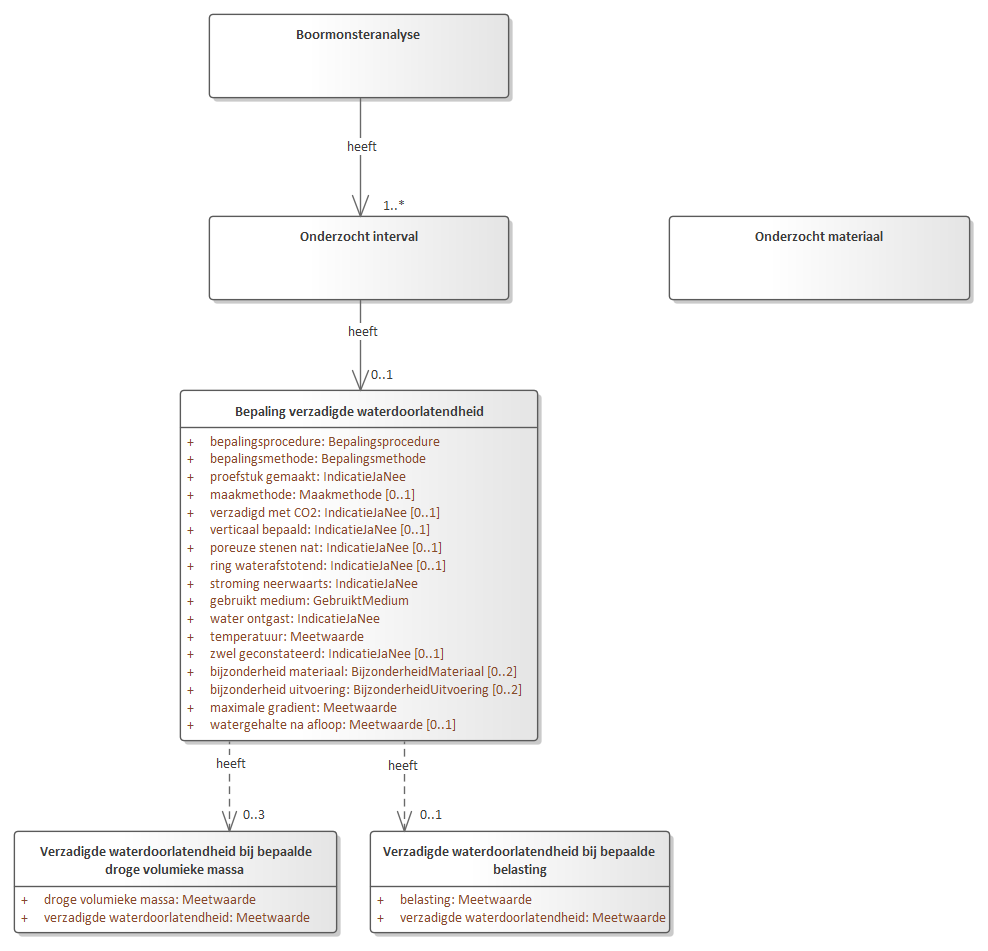 Boormonsteranalyse
heeft
1..*
Onderzocht interval
Onderzocht materiaal
heeft
0..1
Bepaling verzadigde waterdoorlatendheid
+ bepalingsprocedure: Bepalingsprocedure
+ bepalingsmethode: Bepalingsmethode
+ proefstuk gemaakt: IndicatieJaNee
+ maakmethode: Maakmethode [0..1]
+ verzadigd met CO2: IndicatieJaNee [0..1]
+ verticaal bepaald: IndicatieJaNee [0..1]
+ poreuze stenen nat: IndicatieJaNee [0..1]
+ ring waterafstotend: IndicatieJaNee [0..1]
+ stroming neerwaarts: IndicatieJaNee
+ gebruikt medium: GebruiktMedium
+ water ontgast: IndicatieJaNee
+ temperatuur: Meetwaarde
+ zwel geconstateerd: IndicatieJaNee [0..1]
+ bijzonderheid materiaal: BijzonderheidMateriaal [0..2]
+ bijzonderheid uitvoering: BijzonderheidUitvoering [0..2]
+ maximale gradient: Meetwaarde
+ watergehalte na afloop: Meetwaarde [0..1]
heeft
0..3
heeft
0..1
Verzadigde waterdoorlatendheid bij bepaalde
droge volumieke massa
+ droge volumieke massa: Meetwaarde
+ verzadigde waterdoorlatendheid: Meetwaarde
Verzadigde waterdoorlatendheid bij bepaalde
belasting
+ belasting: Meetwaarde
+ verzadigde waterdoorlatendheid: Meetwaarde